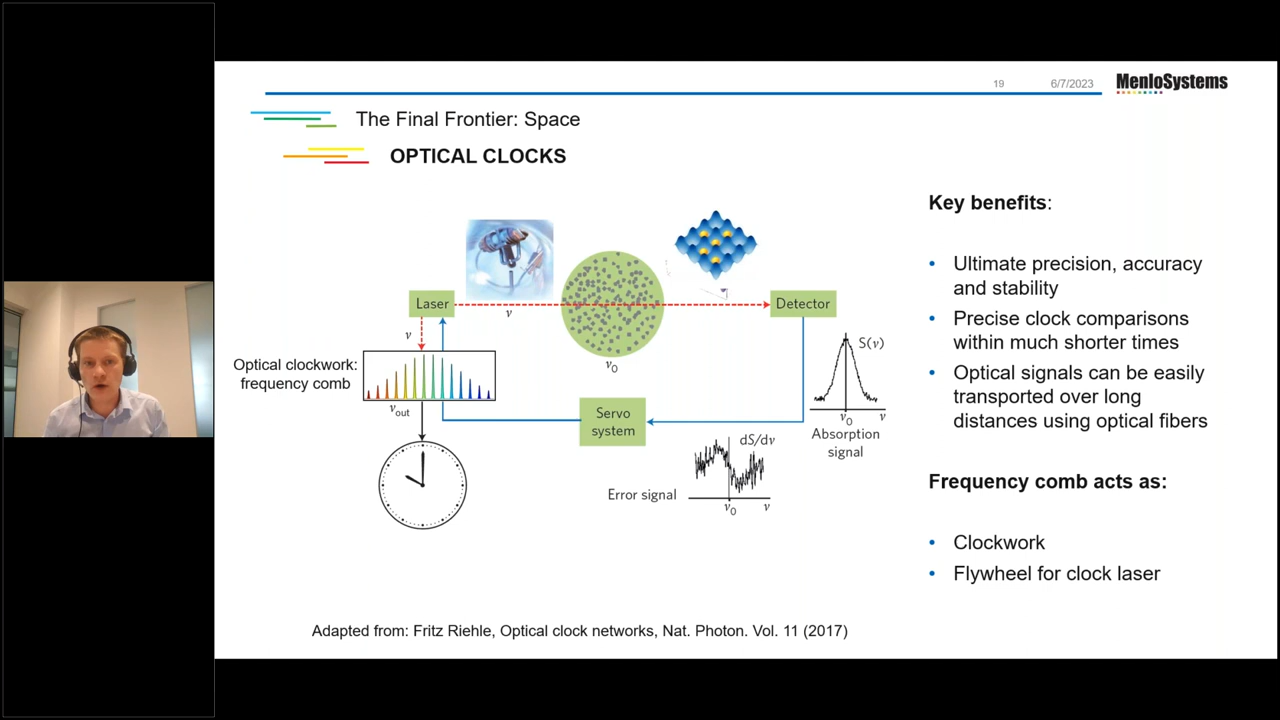 19
6/7/2023
MenloSystems
The Final Frontier: Space
OPTICAL CLOCKS
Laser
ν
ν
ν0
Detector
Optical clockwork:
frequency comb
νout
Servo
system
S(ν)
ν0
ν
Absorption
signal
dS/dν
Error signal
ν0
ν
Key benefits:
• Ultimate precision, accuracy
and stability
• Precise clock comparisons
within much shorter times
• Optical signals can be easily
transported over long
distances using optical fibers
Frequency comb acts as:
• Clockwork
• Flywheel for clock laser
Adapted from: Fritz Riehle, Optical clock networks, Nat. Photon. Vol. 11 (2017)